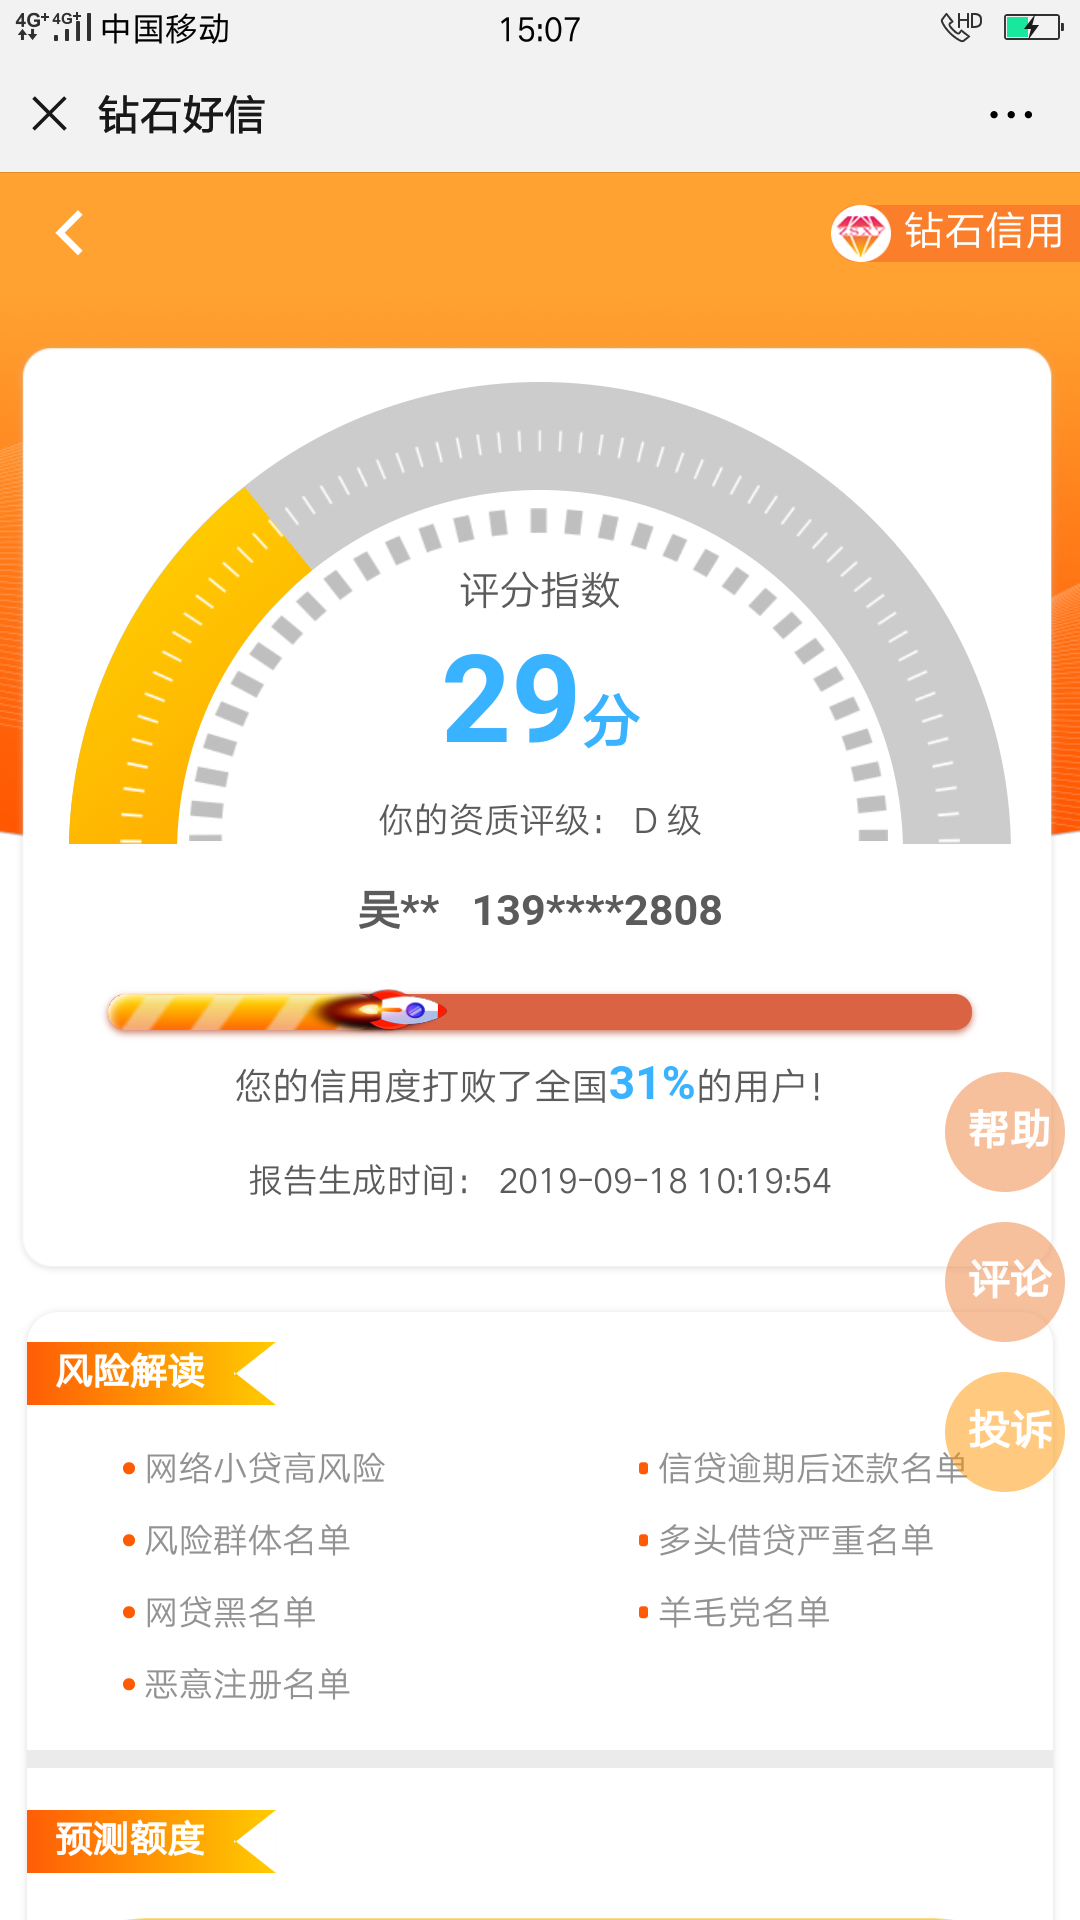 4G+ 4G+ 中国移动 15:07 HD
钻石好信
钻石信用
评分指数
29分
你的资质评级： D 级
吴** 139****2808
您的信用度打败了全国31%的用户！
报告生成时间： 2019-09-18 10:19:54
帮助
评论
投诉
风险解读
网络小贷高风险 信贷逾期后还款名单
风险群体名单 多头借贷严重名单
网贷黑名单 羊毛党名单
恶意注册名单
预测额度